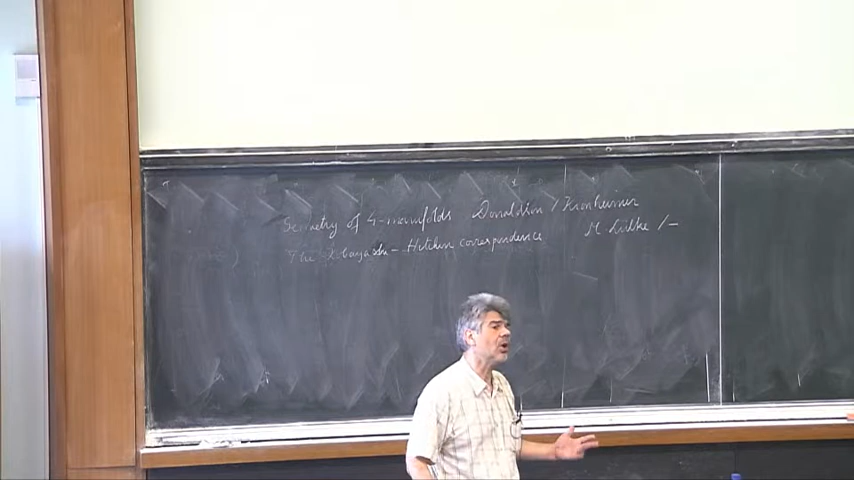 Geometry of 4-manifolds Donaldson / Kronheimer
The Kobayashi-Hitchin correspondence M. Lübke / –